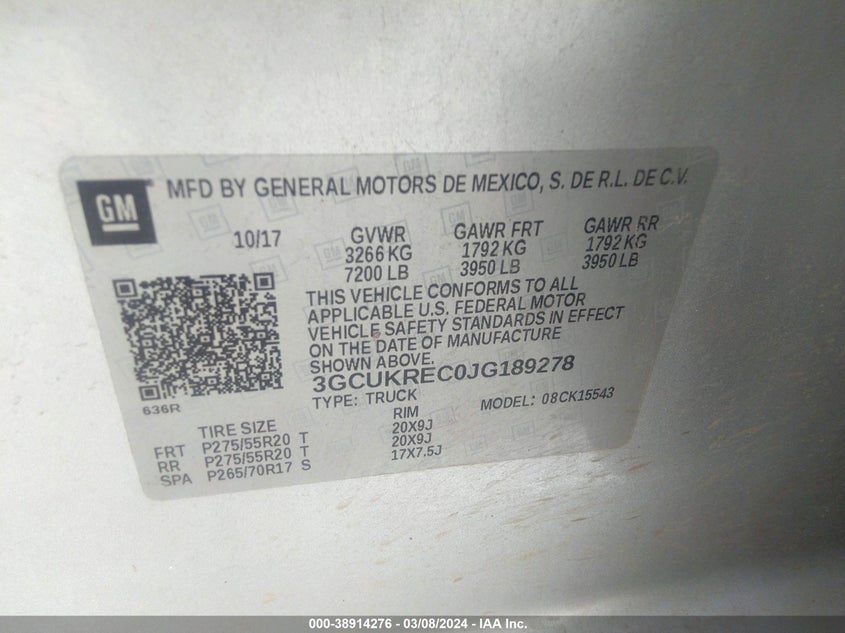 GM
MFD BY GENERAL MOTORS DE MEXICO, S. DE R.L. DE C.V.
10/17 GVWR GAWR FRT GAWR RR
3266 KG 1792 KG 1792 KG
7200 LB 3950 LB 3950 LB
THIS VEHICLE CONFORMS TO ALL
APPLICABLE U.S. FEDERAL MOTOR
VEHICLE SAFETY STANDARDS IN EFFECT
ON THE DATE OF MANUFACTURE
SHOWN ABOVE.
3GCUKREC0JG189278
636R
TYPE: TRUCK MODEL: 08CK15543
TIRE SIZE RIM
FRT P275/55R20 T 20X9J
RR P275/55R20 T 20X9J
SPA P265/70R17 S 17X7.5J
000-38914276 - 03/08/2024 - IAAI.COM